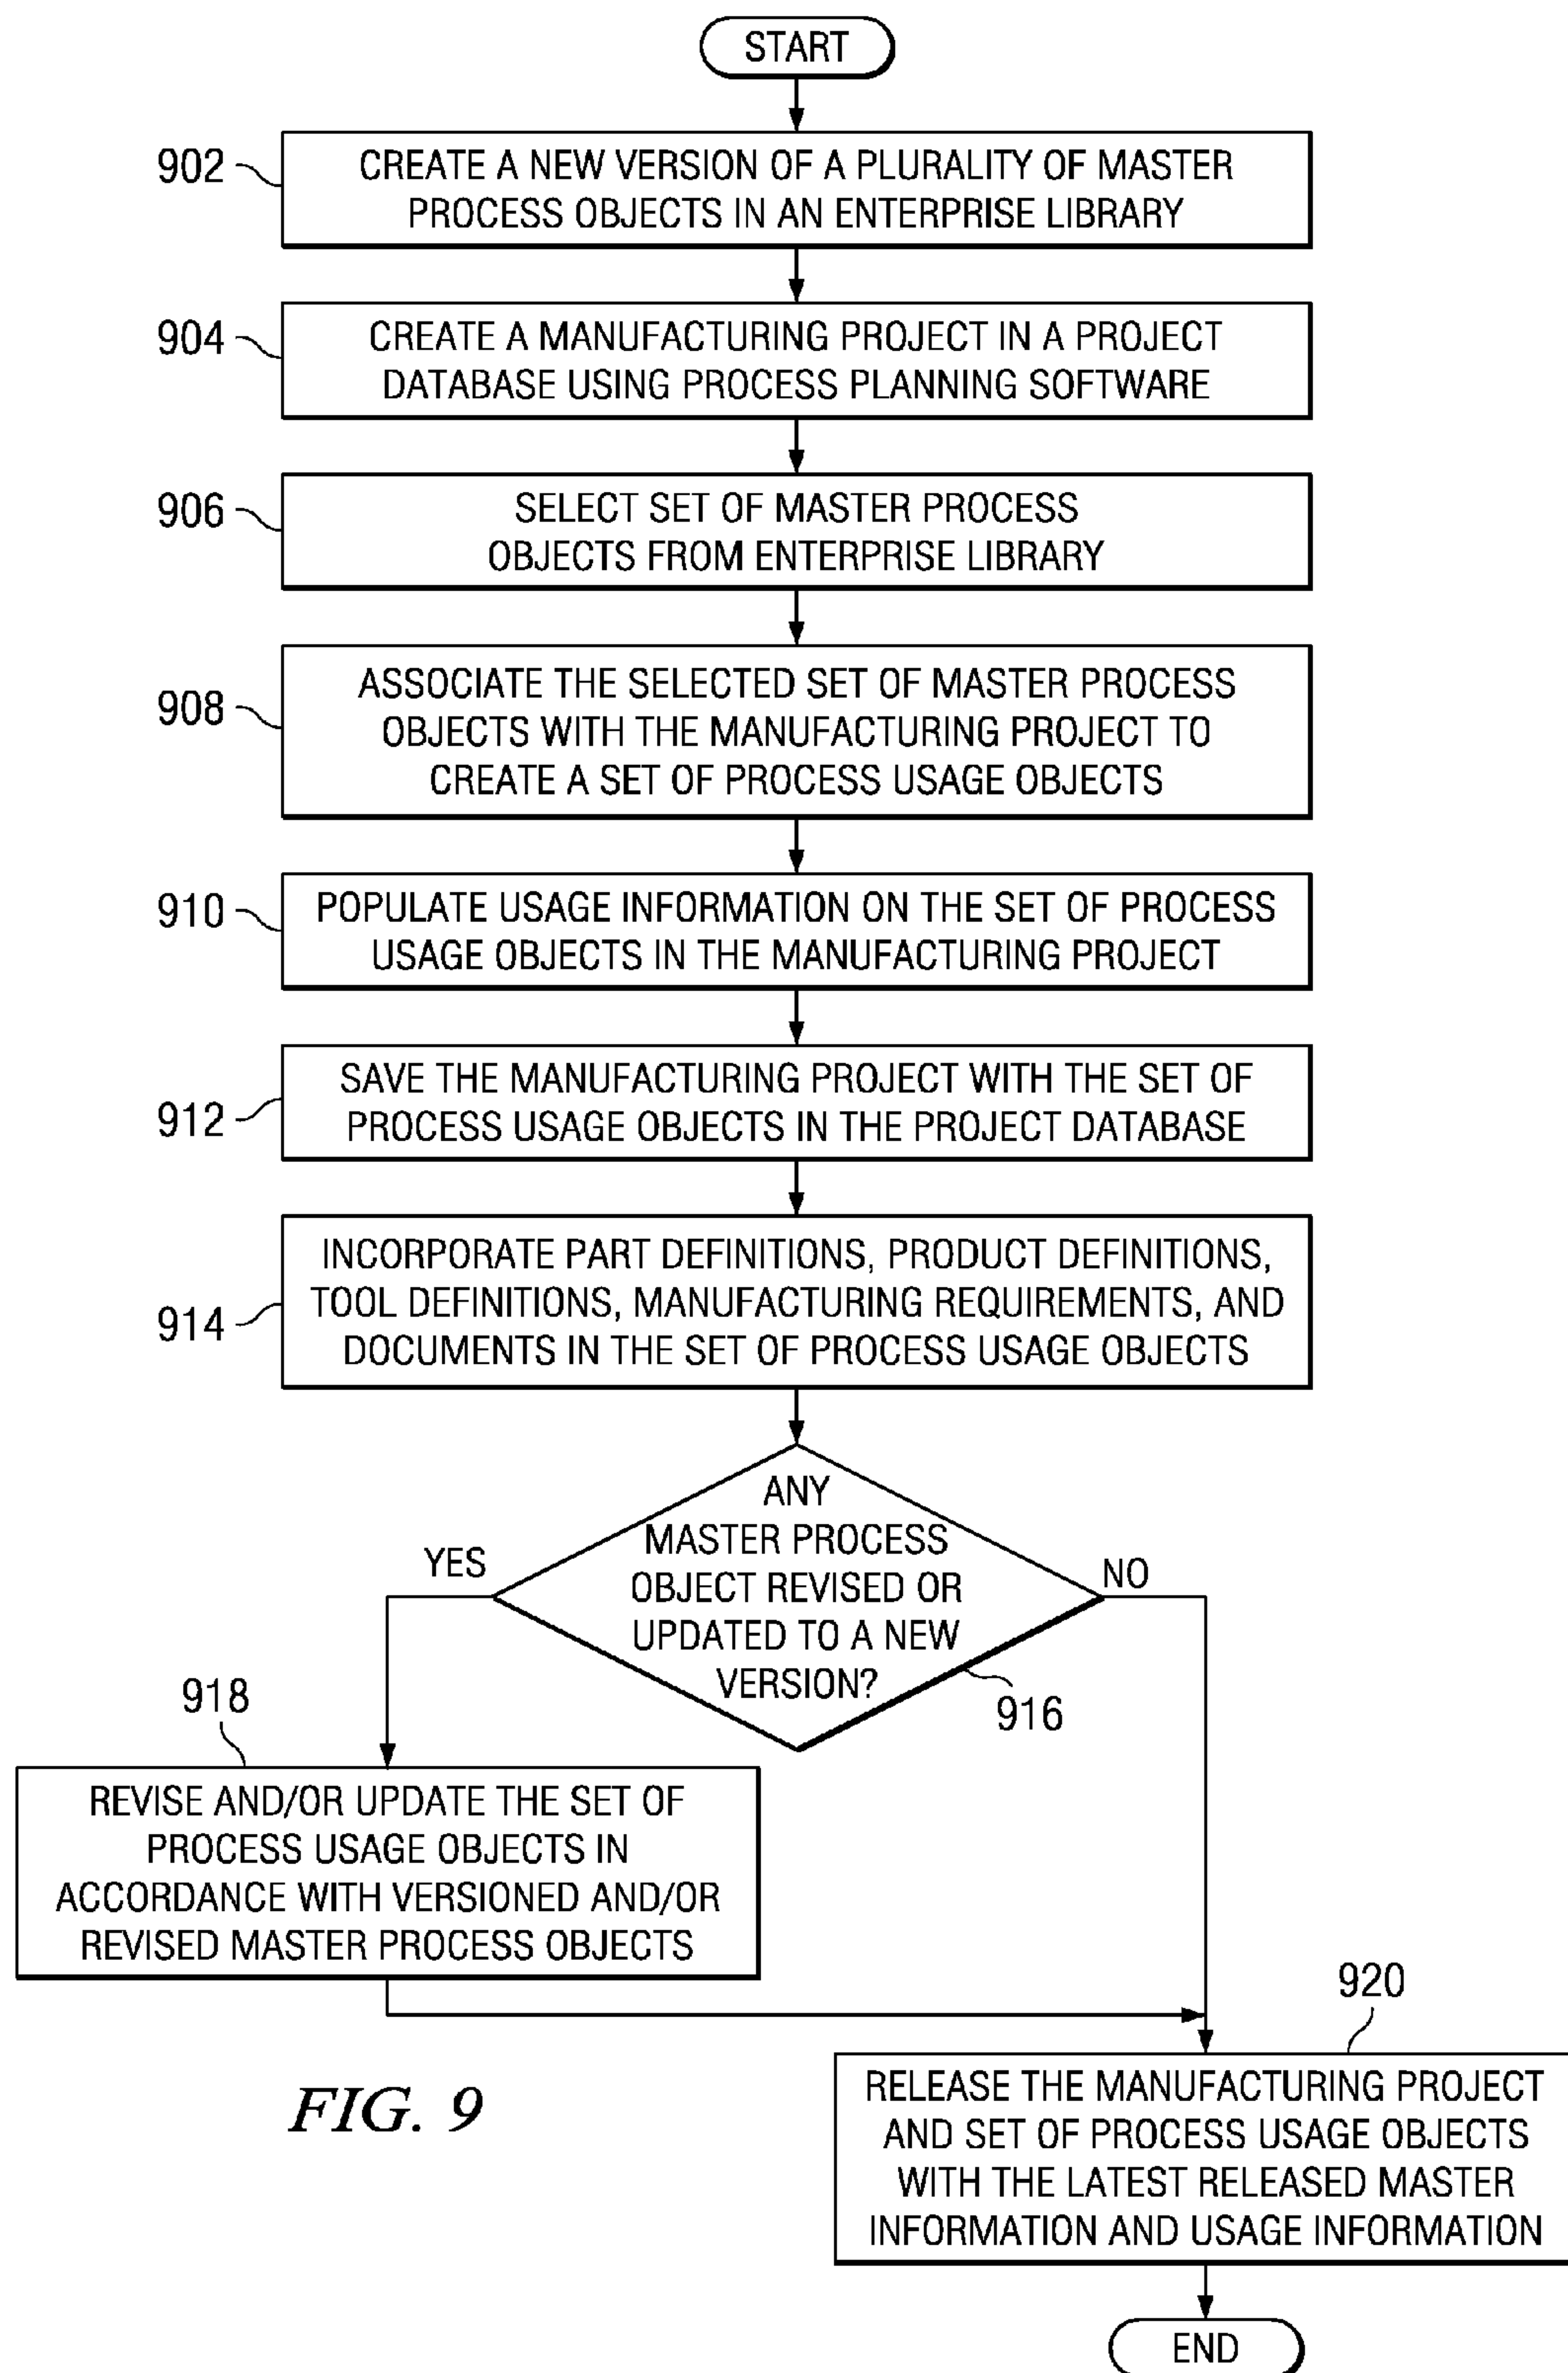 START
902
CREATE A NEW VERSION OF A PLURALITY OF MASTER
PROCESS OBJECTS IN AN ENTERPRISE LIBRARY
904
CREATE A MANUFACTURING PROJECT IN A PROJECT
DATABASE USING PROCESS PLANNING SOFTWARE
906
SELECT SET OF MASTER PROCESS
OBJECTS FROM ENTERPRISE LIBRARY
908
ASSOCIATE THE SELECTED SET OF MASTER PROCESS
OBJECTS WITH THE MANUFACTURING PROJECT TO
CREATE A SET OF PROCESS USAGE OBJECTS
910
POPULATE USAGE INFORMATION ON THE SET OF PROCESS
USAGE OBJECTS IN THE MANUFACTURING PROJECT
912
SAVE THE MANUFACTURING PROJECT WITH THE SET OF
PROCESS USAGE OBJECTS IN THE PROJECT DATABASE
914
INCORPORATE PART DEFINITIONS, PRODUCT DEFINITIONS,
TOOL DEFINITIONS, MANUFACTURING REQUIREMENTS, AND
DOCUMENTS IN THE SET OF PROCESS USAGE OBJECTS
ANY
MASTER PROCESS
OBJECT REVISED OR
UPDATED TO A NEW
VERSION?
YES
NO
916
918
REVISE AND/OR UPDATE THE SET OF
PROCESS USAGE OBJECTS IN
ACCORDANCE WITH VERSIONED AND/OR
REVISED MASTER PROCESS OBJECTS
920
RELEASE THE MANUFACTURING PROJECT
AND SET OF PROCESS USAGE OBJECTS
WITH THE LATEST RELEASED MASTER
INFORMATION AND USAGE INFORMATION
FIG. 9
END